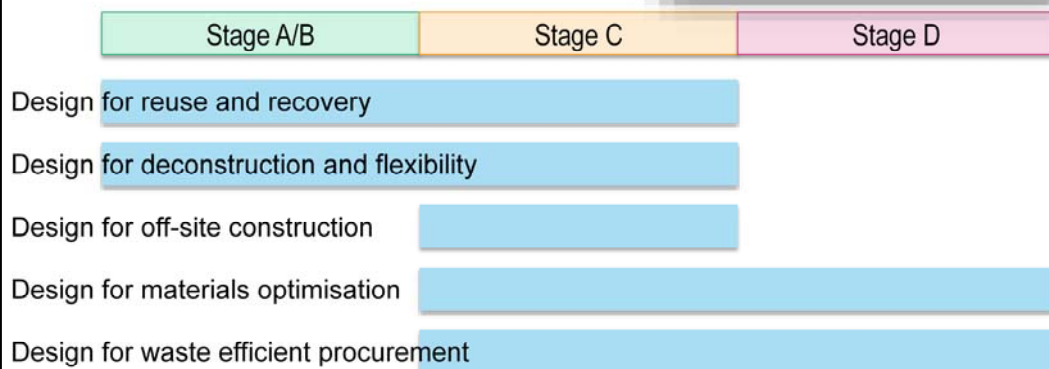 Stage A/B Stage C Stage D
Design for reuse and recovery
Design for deconstruction and flexibility
Design for off-site construction
Design for materials optimisation
Design for waste efficient procurement